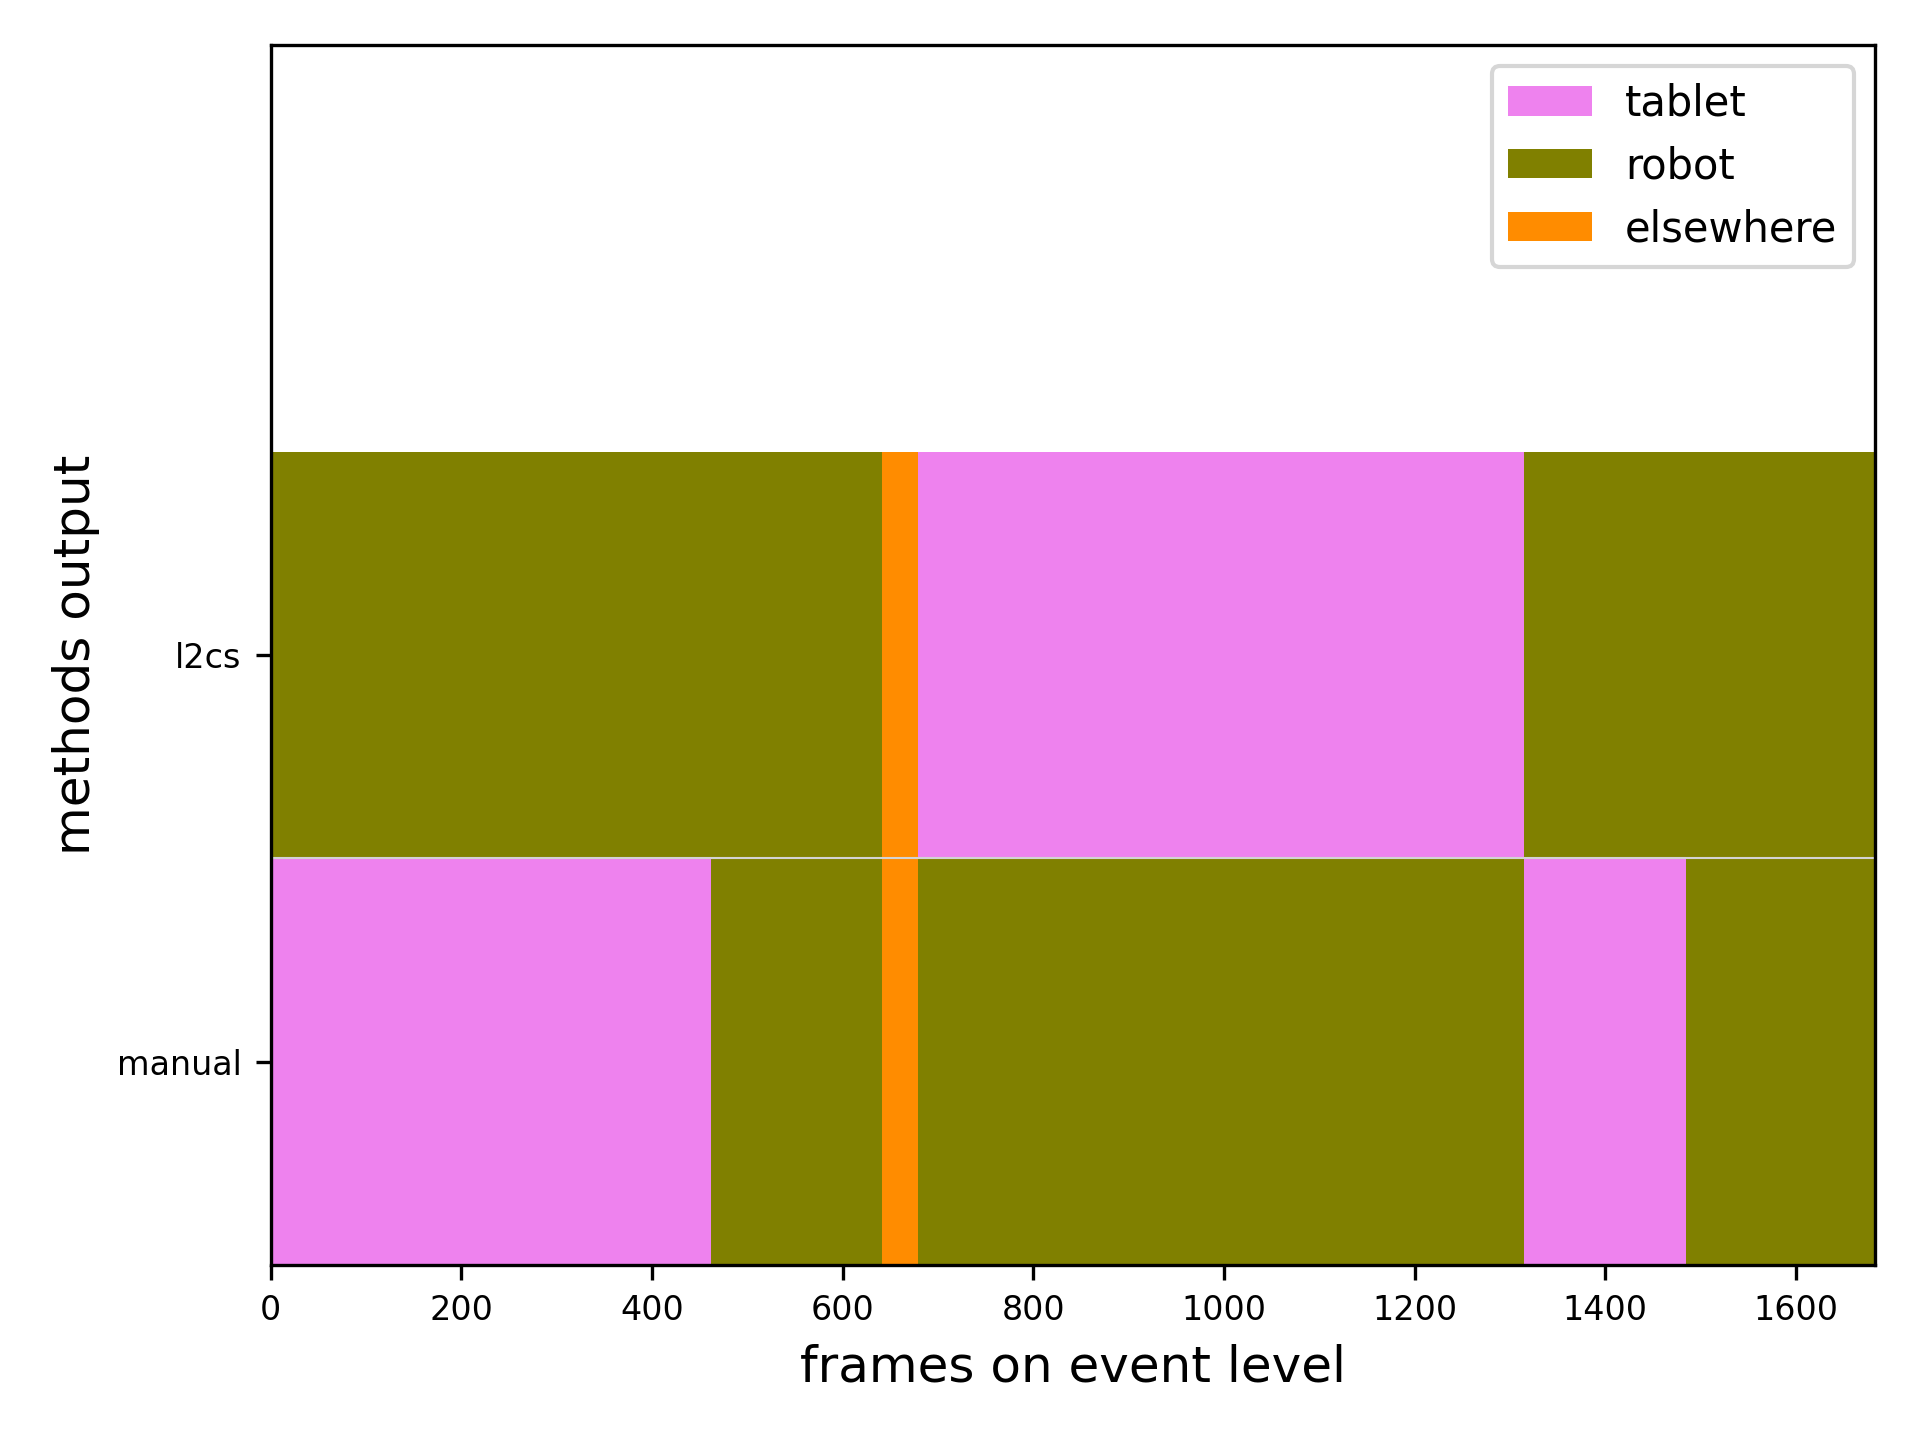 tablet
robot
elsewhere
methods output
l2cs
manual
0 200 400 600 800 1000 1200 1400 1600
frames on event level